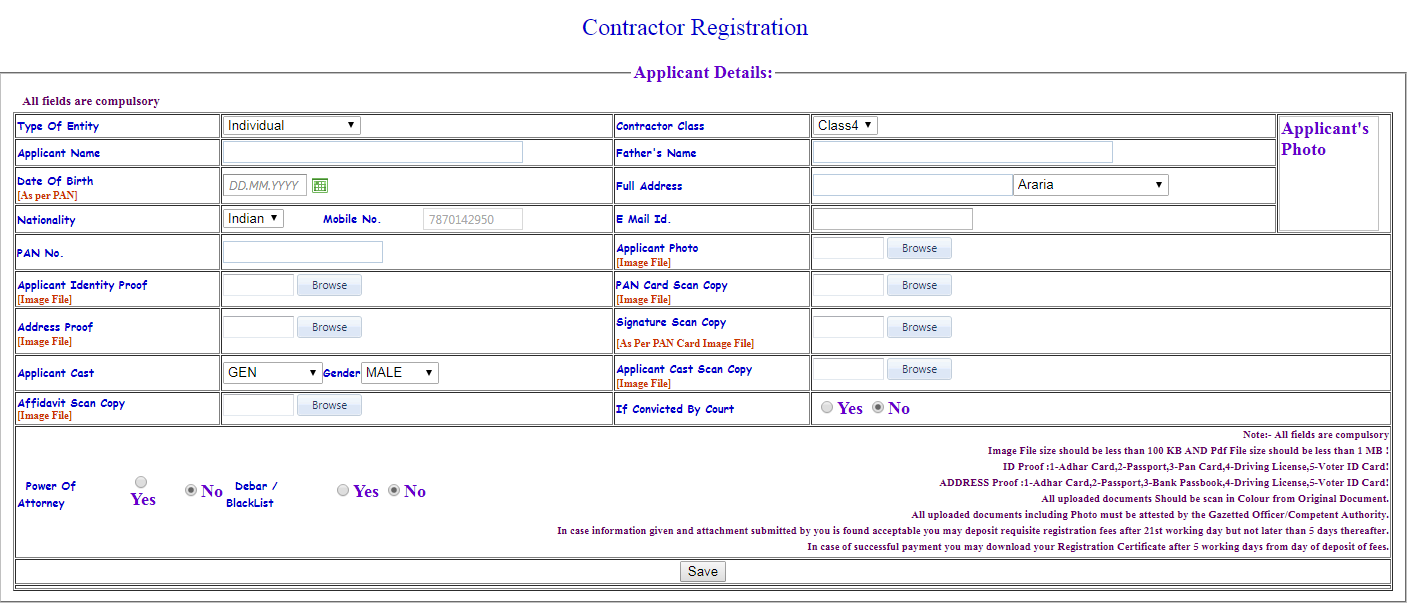 Contractor Registration
Applicant Details:
All fields are compulsory
Type Of Entity Individual Contractor Class Class4 Applicant's
Photo
Applicant Name Father's Name
Date Of Birth DD.MM.YYYY Full Address Araria
[As per PAN]
Nationality Indian Mobile No. 7870142950 E Mail Id.
PAN No. Applicant Photo Browse
[Image File]
Applicant Identity Proof Browse PAN Card Scan Copy Browse
[Image File] [Image File]
Address Proof Browse Signature Scan Copy Browse
[Image File] [As Per PAN Card Image File]
Applicant Cast GEN Gender MALE Applicant Cast Scan Copy Browse
[Image File]
Affidavit Scan Copy Browse If Convicted By Court Yes No
[Image File]
Power Of Attorney Yes No Debar / BlackList Yes No
Note:- All fields are compulsory
Image File size should be less than 100 KB AND Pdf File size should be less than 1 MB !
ID Proof :1-Adhar Card,2-Passport,3-Pan Card,4-Driving License,5-Voter ID Card!
ADDRESS Proof :1-Adhar Card,2-Passport,3-Bank Passbook,4-Driving License,5-Voter ID Card!
All uploaded documents Should be scan in Colour from Original Document.
All uploaded documents including Photo must be attested by the Gazetted Officer/Competent Authority.
In case information given and attachment submitted by you is found acceptable you may deposit requisite registration fees after 21st working day but not later than 5 days thereafter.
In case of successful payment you may download your Registration Certificate after 5 working days from day of deposit of fees.
Save